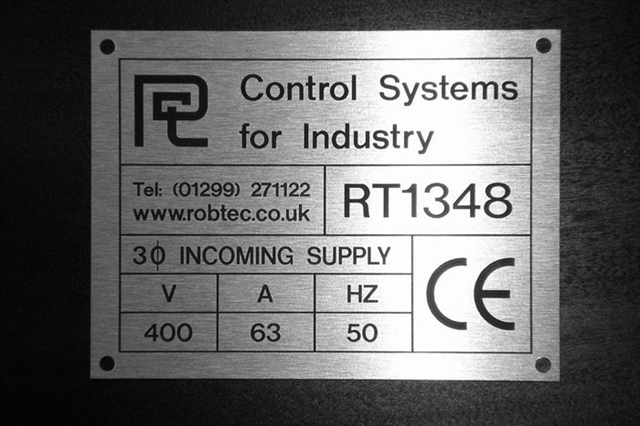 Control Systems
for Industry
Tel: (01299) 271122
www.robtec.co.uk
RT1348
3ϕ INCOMING SUPPLY
V A HZ
400 63 50
CE